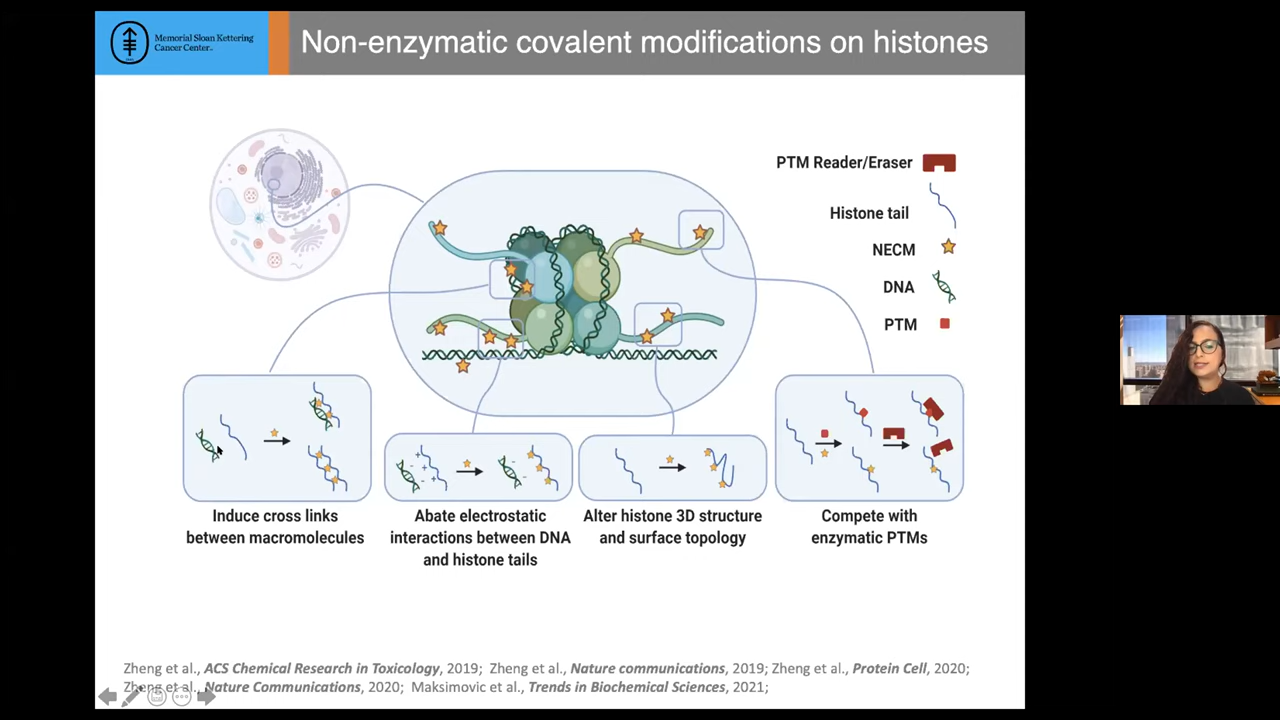 Memorial Sloan Kettering
Cancer Center
Non-enzymatic covalent modifications on histones
PTM Reader/Eraser
Histone tail
NECM
DNA
PTM
+
+
+
+
-
-
-
-
Induce cross links
between macromolecules
Abate electrostatic
interactions between DNA
and histone tails
Alter histone 3D structure
and surface topology
Compete with
enzymatic PTMs
Zheng et al., ACS Chemical Research in Toxicology, 2019; Zheng et al., Nature communications, 2019; Zheng et al., Protein Cell, 2020;
Zheng et al., Nature Communications, 2020; Maksimovic et al., Trends in Biochemical Sciences, 2021;